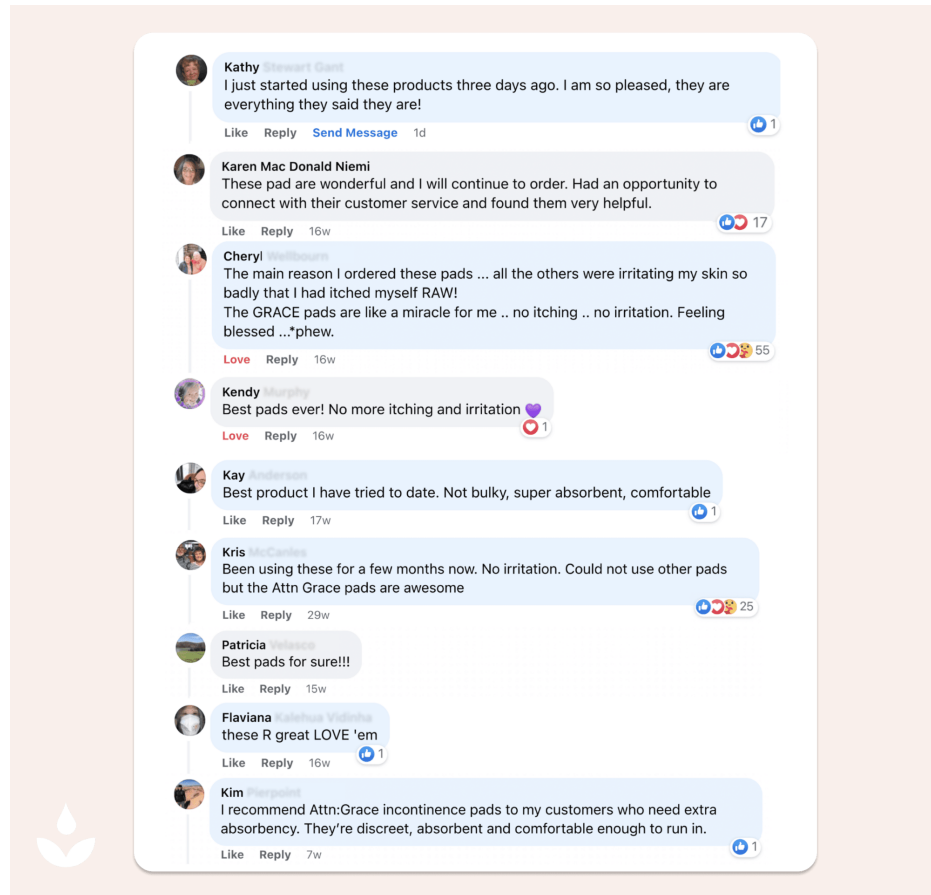 Kathy
I just started using these products three days ago. I am so pleased, they are
everything they said they are!
Like Reply Send Message 1d
1
Karen Mac Donald Niemi
These pad are wonderful and I will continue to order. Had an opportunity to
connect with their customer service and found them very helpful.
17
Like Reply 16w
Cheryl
The main reason I ordered these pads ... all the others were irritating my skin so
badly that I had itched myself RAW!
The GRACE pads are like a miracle for me .. no itching .. no irritation. Feeling
blessed ...*phew.
55
Love Reply 16w
Kendy
Best pads ever! No more itching and irritation 💜
1
Love Reply 16w
Kay
Best product I have tried to date. Not bulky, super absorbent, comfortable
1
Like Reply 17w
Kris
Been using these for a few months now. No irritation. Could not use other pads
but the Attn Grace pads are awesome
25
Like Reply 29w
Patricia
Best pads for sure!!!
Like Reply 15w
Flaviana
these R great LOVE 'em
1
Like Reply 16w
Kim
I recommend Attn:Grace incontinence pads to my customers who need extra
absorbency. They're discreet, absorbent and comfortable enough to run in.
1
Like Reply 7w